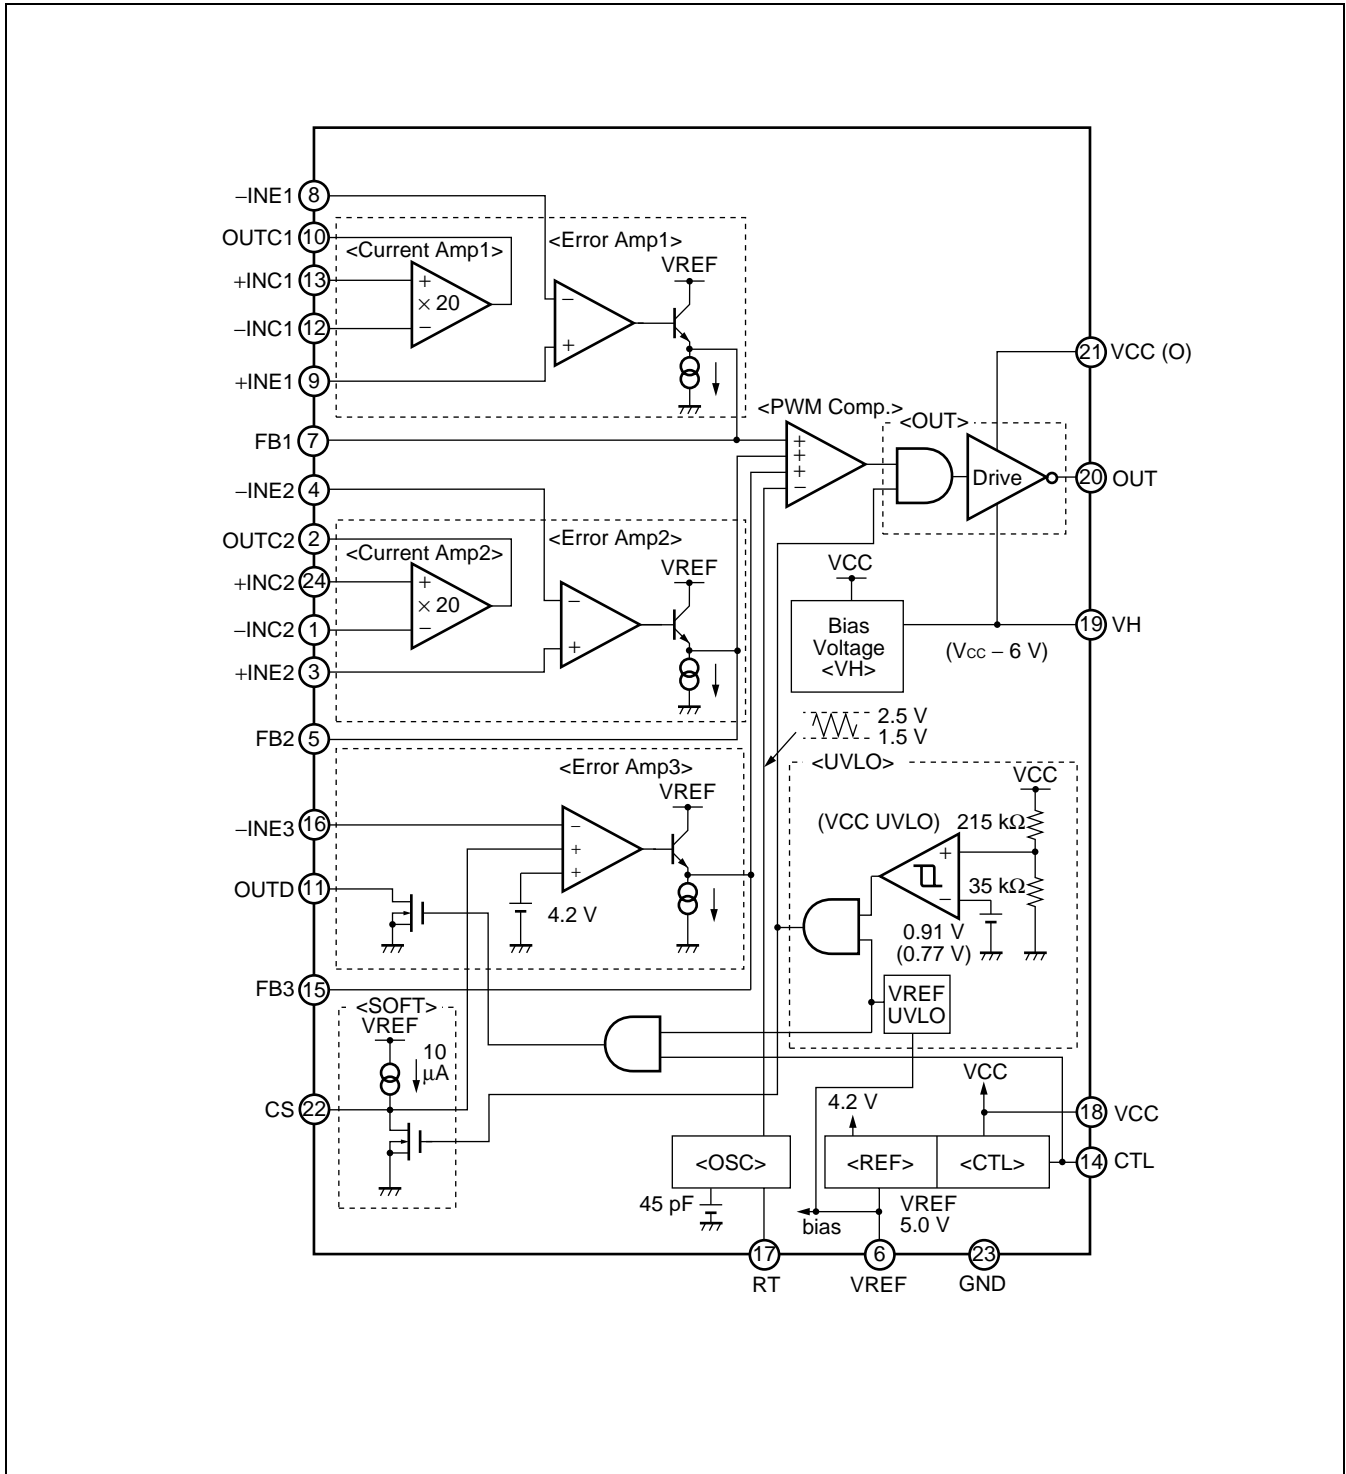 −INE1 8
OUTC1 10
<Current Amp1>
<Error Amp1>
VREF
+INC1 13
+
× 20
−
−INC1 12
−
+
+INE1 9
21 VCC (O)
<PWM Comp.>
<OUT>
FB1 7
+
+
+
−
Drive
20 OUT
−INE2 4
OUTC2 2
<Current Amp2>
<Error Amp2>
VREF
VCC
+INC2 24
+
× 20
−
−INC2 1
−
+
+INE2 3
Bias
Voltage
<VH>
19 VH
(VCC − 6 V)
FB2 5
2.5 V
1.5 V
<UVLO>
<Error Amp3>
VREF
VCC
−INE3 16
−
+
+
4.2 V
(VCC UVLO)
215 kΩ
+
−
35 kΩ
0.91 V
(0.77 V)
OUTD 11
FB3 15
VREF
UVLO
<SOFT>
VREF
10
µA
CS 22
VCC
4.2 V
18 VCC
<OSC>
<REF>
<CTL>
14 CTL
45 pF
VREF
5.0 V
bias
17
RT
6
VREF
23
GND